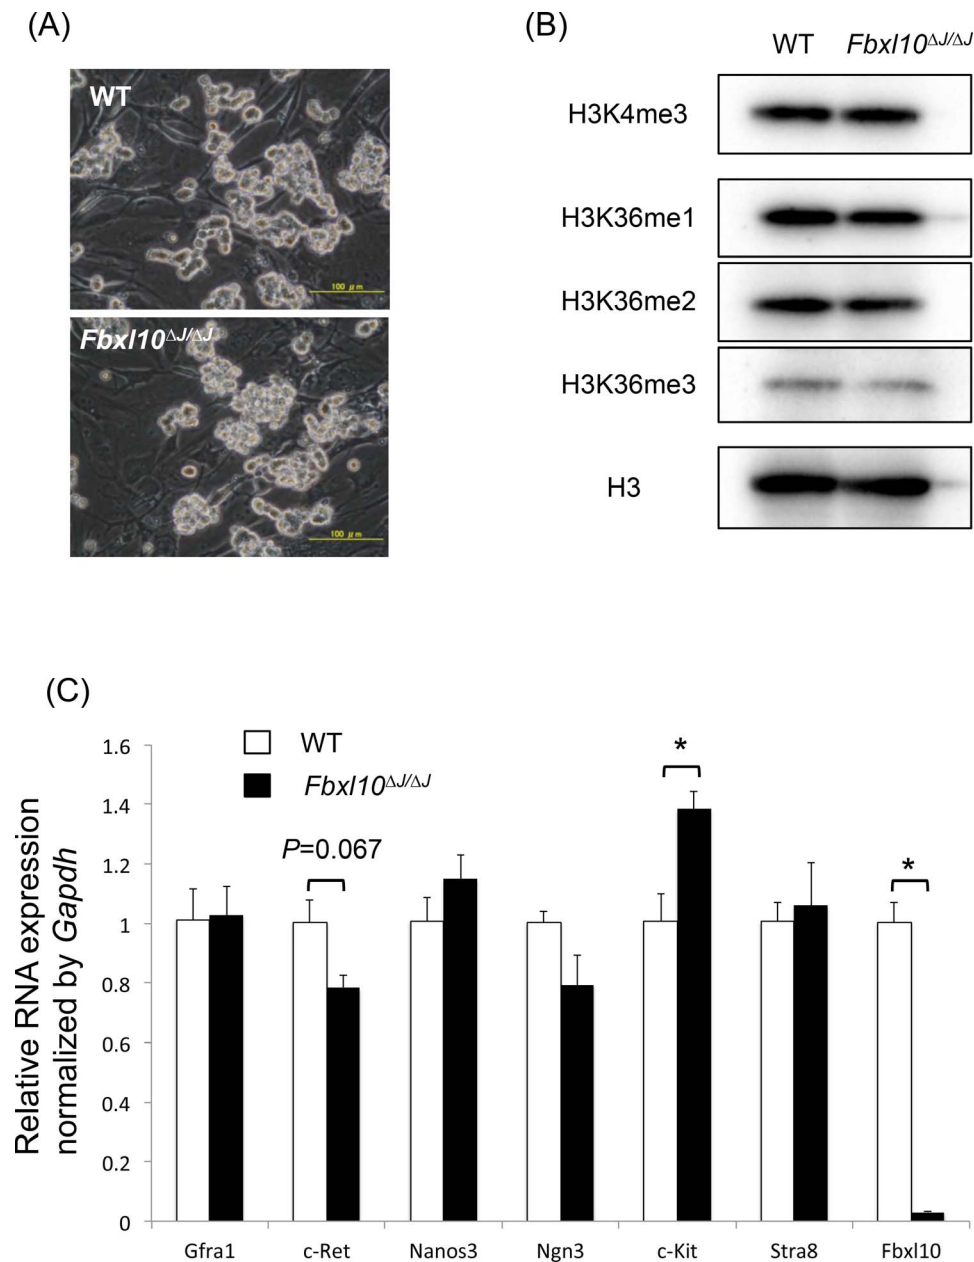 (A)
WT
100 μm
Fbxl10ΔJ/ΔJ
100 μm
(B)
WT Fbxl10ΔJ/ΔJ
H3K4me3
H3K36me1
H3K36me2
H3K36me3
H3
(C)
WT
Fbxl10ΔJ/ΔJ
Relative RNA expression
normalized by Gapdh
1.6
1.4
1.2
1
0.8
0.6
0.4
0.2
0
P=0.067
*
*
Gfra1 c-Ret Nanos3 Ngn3 c-Kit Stra8 Fbxl10